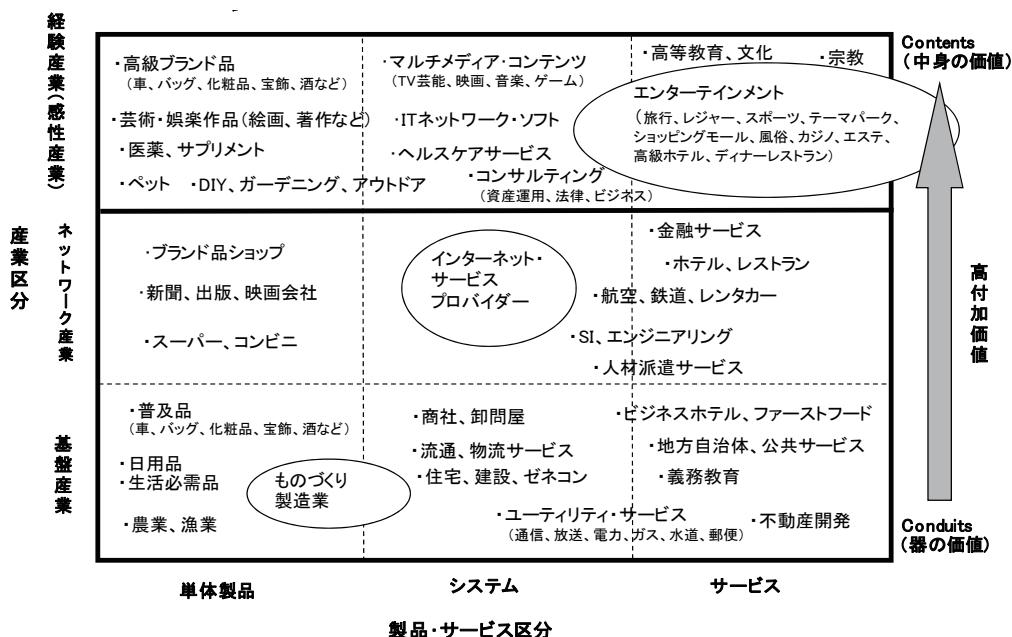 経験産業(感性産業)
・高級ブランド品
(車、バッグ、化粧品、宝飾、酒など)
・芸術・娯楽作品(絵画、著作など)
・医薬、サプリメント
・ペット ・DIY、ガーデニング、アウトドア
・マルチメディア・コンテンツ
(TV芸能、映画、音楽、ゲーム)
・ITネットワーク・ソフト
・ヘルスケアサービス
・コンサルティング
(資産運用、法律、ビジネス)
・高等教育、文化
・宗教
エンターテインメント
(旅行、レジャー、スポーツ、テーマパーク、
ショッピングモール、風俗、カジノ、エステ、
高級ホテル、ディナーレストラン)
Contents
(中身の価値)
産業区分
ネットワーク産業
・ブランド品ショップ
・新聞、出版、映画会社
・スーパー、コンビニ
インターネット・
サービス
プロバイダー
・金融サービス
・ホテル、レストラン
・航空、鉄道、レンタカー
・SI、エンジニアリング
・人材派遣サービス
高付加価値
基盤産業
・普及品
(車、バッグ、化粧品、宝飾、酒など)
・日用品
・生活必需品
・農業、漁業
ものづくり
製造業
・商社、卸問屋
・流通、物流サービス
・住宅、建設、ゼネコン
・ユーティリティ・サービス
(通信、放送、電力、ガス、水道、郵便)
・ビジネスホテル、ファーストフード
・地方自治体、公共サービス
・義務教育
・不動産開発
Conduits
(器の価値)
単体製品
システム
サービス
製品・サービス区分